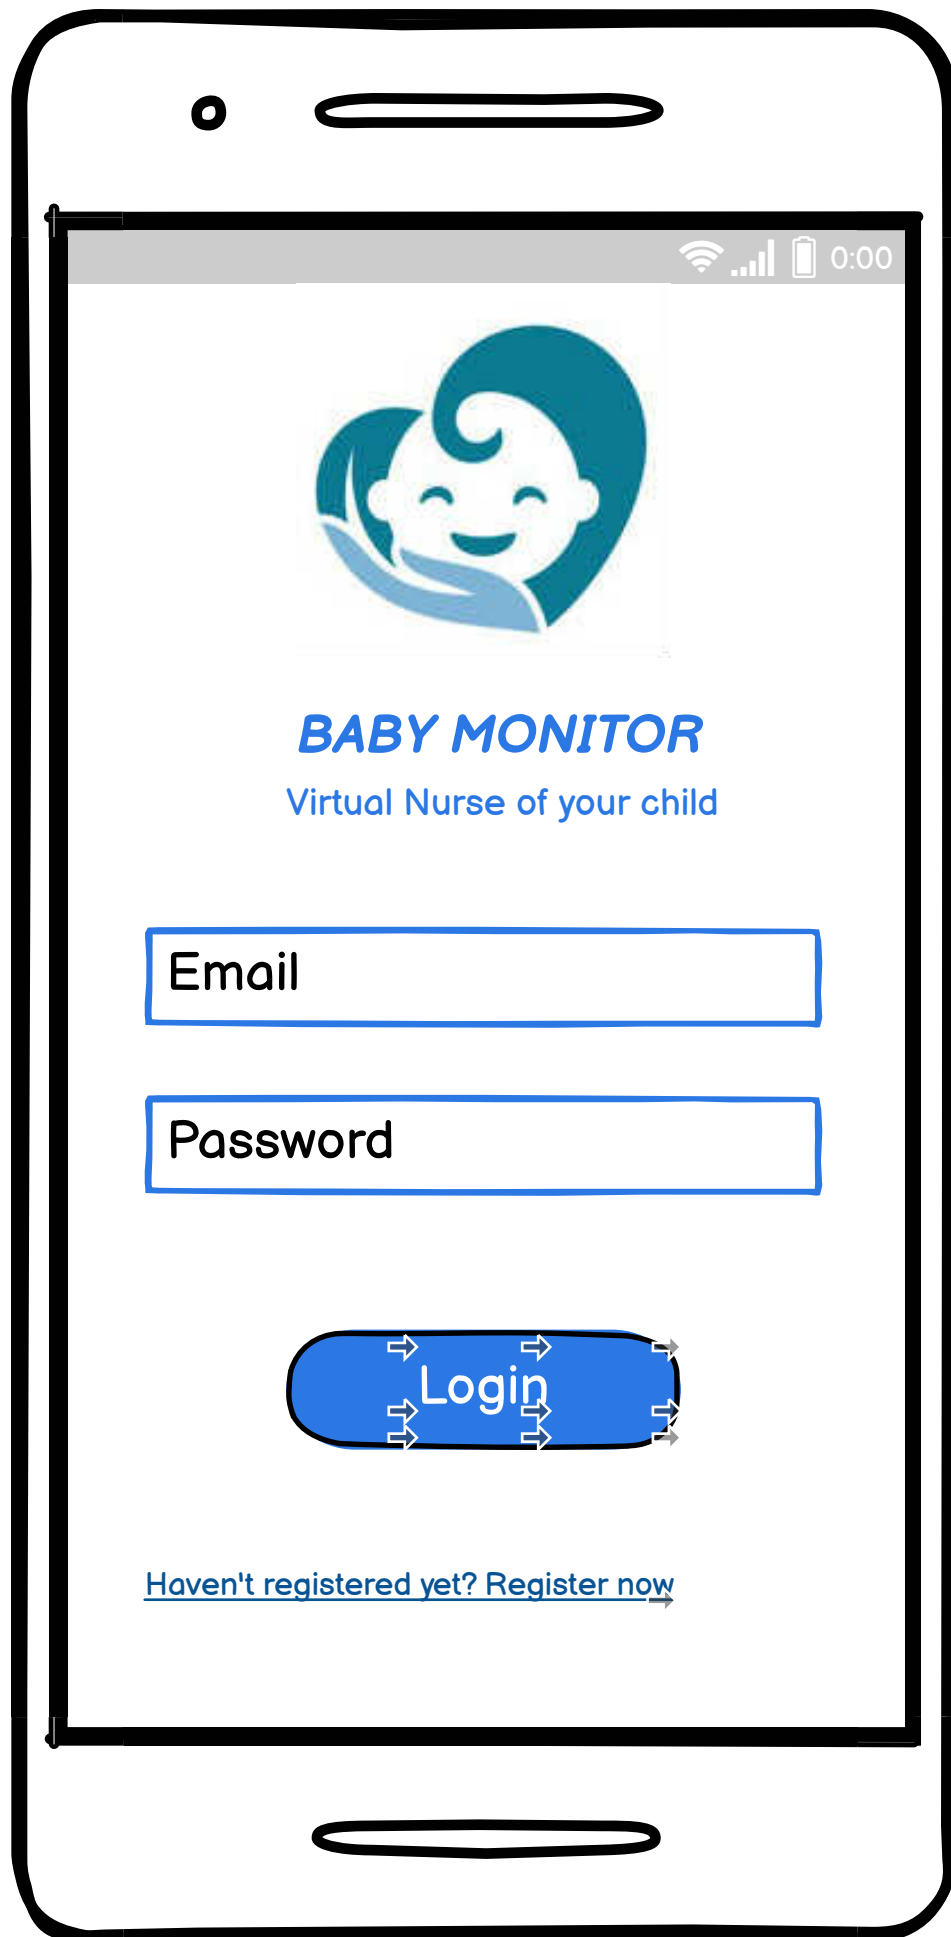 0:00
BABY MONITOR
Virtual Nurse of your child
Email
Password
Login
Haven't registered yet? Register now